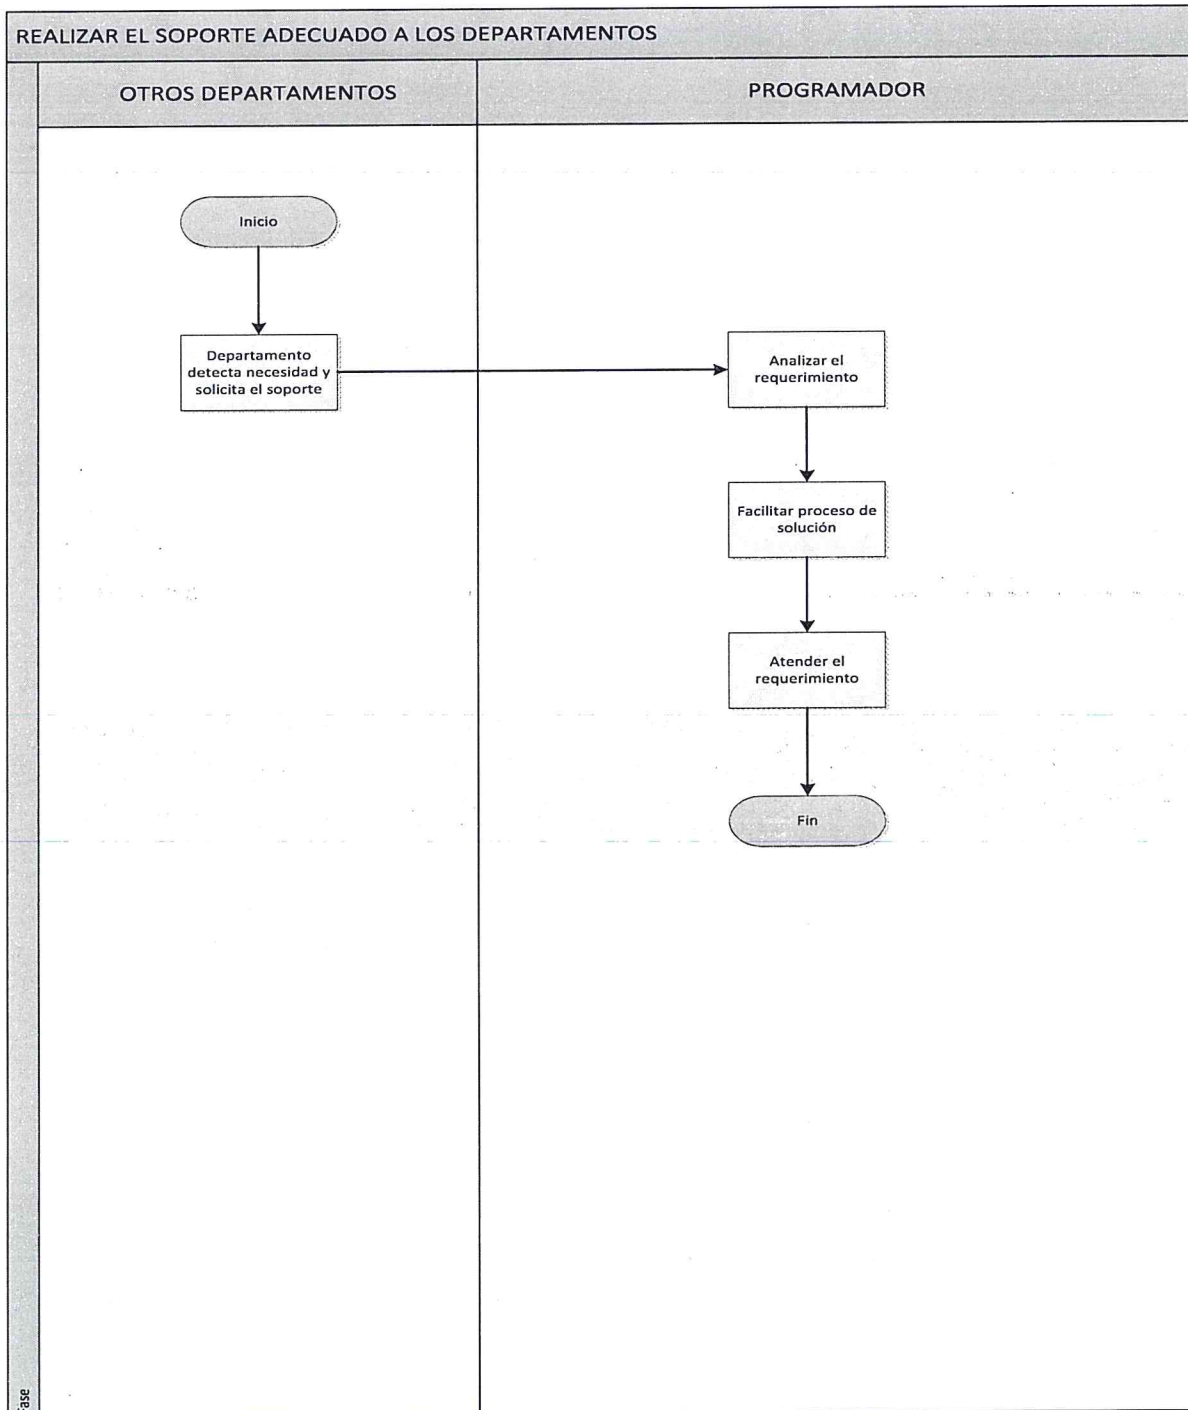 REALIZAR EL SOPORTE ADECUADO A LOS DEPARTAMENTOS
OTROS DEPARTAMENTOS
PROGRAMADOR
Inicio
Departamento
detecta necesidad y
solicita el soporte
Analizar el
requerimiento
Facilitar proceso de
solución
Atender el
requerimiento
Fin
Fase